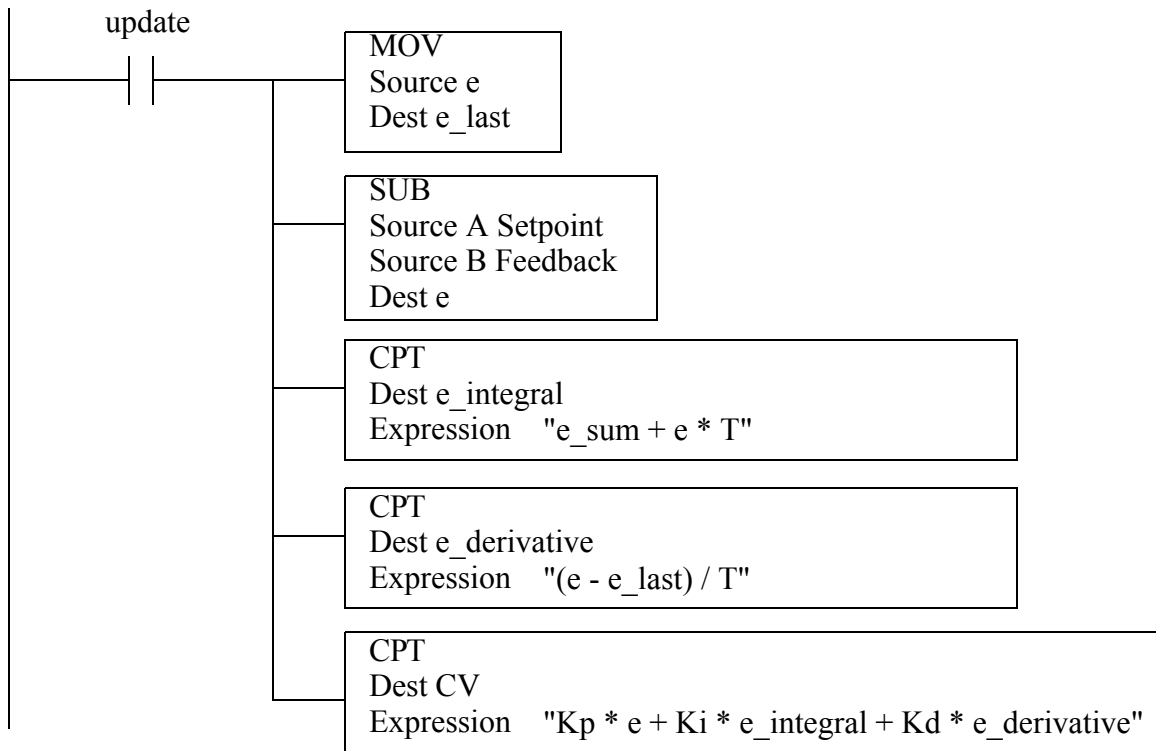 update
MOV
Source e
Dest e_last
SUB
Source A Setpoint
Source B Feedback
Dest e
CPT
Dest e_integral
Expression "e_sum + e * T"
CPT
Dest e_derivative
Expression "(e - e_last) / T"
CPT
Dest CV
Expression "Kp * e + Ki * e_integral + Kd * e_derivative"